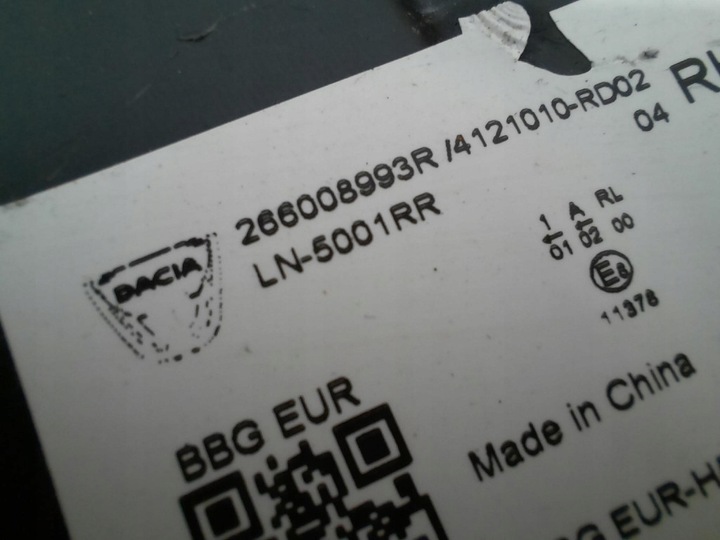 266008993R /4121010-RD02
04
LN-5001RR
DACIA
1 A RL
01 02 00
E8
11378
BBG EUR
Made in China
EUR-H